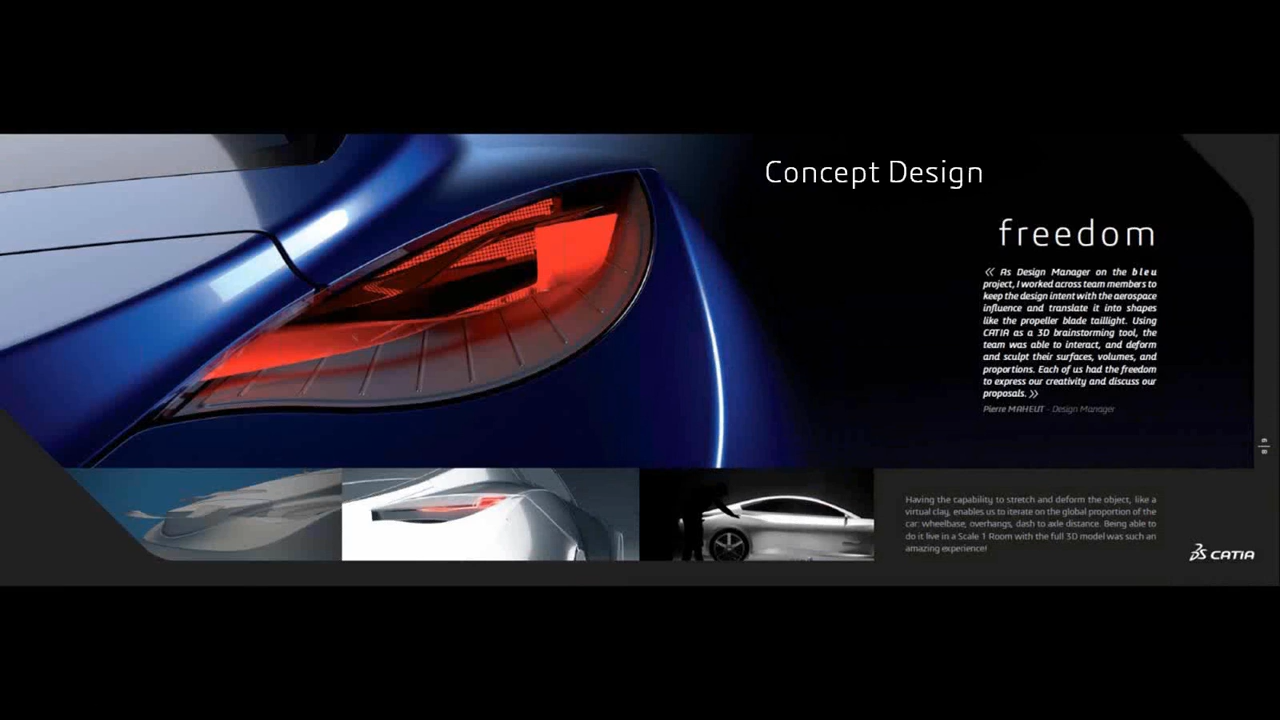 Concept Design
freedom
« As Design Manager on the bleu
project, I worked across team members to
keep the design intent with the aerospace
influence and translate it into shapes
like the propeller blade taillight. Using
CATIA as a 3D brainstorming tool, the
team was able to interact, and deform
and sculpt their surfaces, volumes, and
proportions. Each of us had the freedom
to express our creativity and discuss our
proposals. »
Pierre MAHEUT - Design Manager
8 | 9
Having the capability to stretch and deform the object, like a
virtual clay, enables us to iterate on the global proportion of the
car: wheelbase, overhangs, dash to axle distance. Being able to
do it live in a Scale 1 Room with the full 3D model was such an
amazing experience!
CATIA